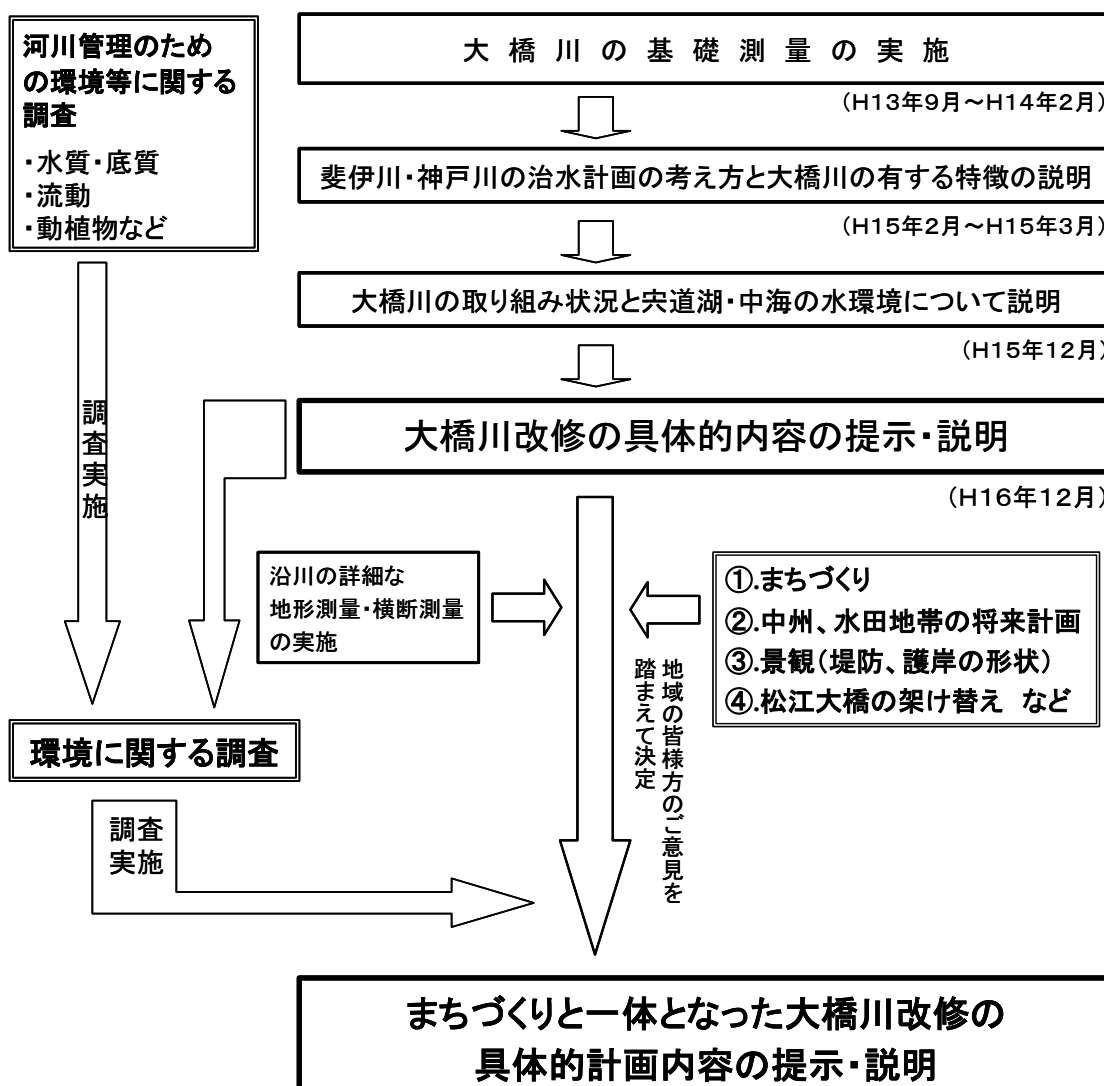 河川管理のため
の環境等に関する
調査
・水質・底質
・流動
・動植物など
大橋川の基礎測量の実施
(H13年9月～H14年2月)
斐伊川・神戸川の治水計画の考え方と大橋川の有する特徴の説明
(H15年2月～H15年3月)
大橋川の取り組み状況と宍道湖・中海の水環境について説明
(H15年12月)
大橋川改修の具体的内容の提示・説明
(H16年12月)
調査実施
沿川の詳細な
地形測量・横断測量
の実施
①.まちづくり
②.中州、水田地帯の将来計画
③.景観(堤防、護岸の形状)
④.松江大橋の架け替え など
地域の皆様方のご意見を
踏まえて決定
環境に関する調査
調査
実施
まちづくりと一体となった大橋川改修の
具体的計画内容の提示・説明